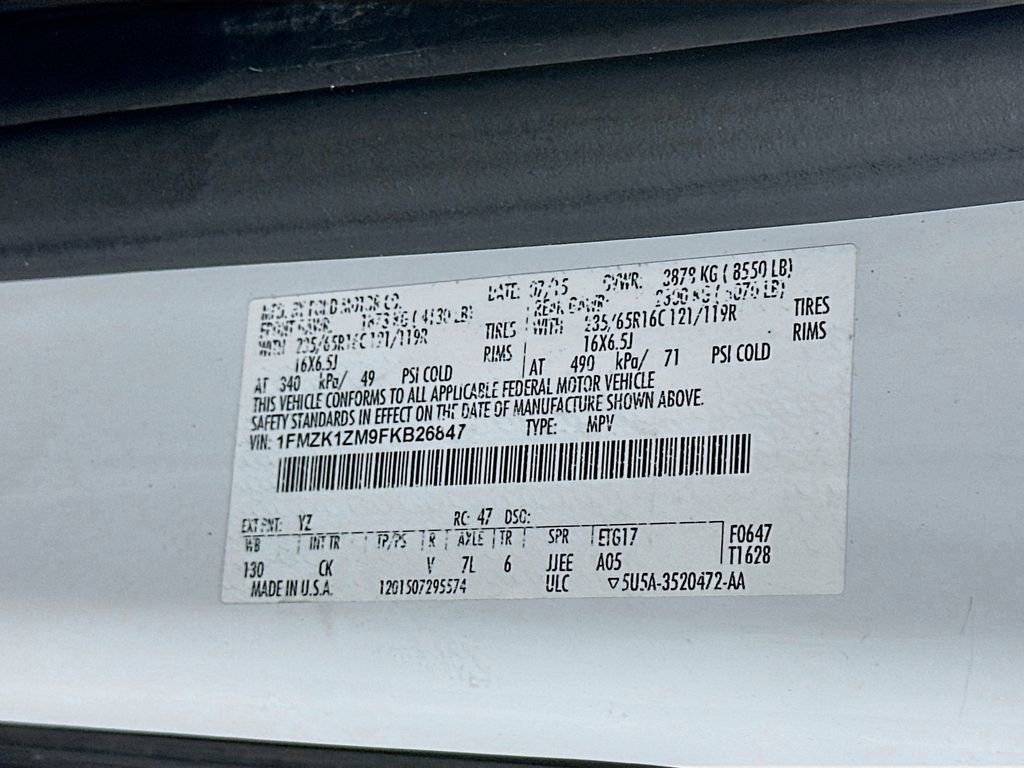 MFD. BY FORD MOTOR CO. DATE: 07/15 GVWR: 3878 KG ( 8550 LB)
FRONT GAWR: 1873 KG ( 4130 LB) REAR GAWR:
WITH 235/65R16C 121/119R TIRES WITH 235/65R16C 121/119R TIRES
16X6.5J RIMS 16X6.5J RIMS
AT 340 kPa/ 49 PSI COLD AT 490 kPa/ 71 PSI COLD
THIS VEHICLE CONFORMS TO ALL APPLICABLE FEDERAL MOTOR VEHICLE
SAFETY STANDARDS IN EFFECT ON THE DATE OF MANUFACTURE SHOWN ABOVE.
VIN: 1FMZK1ZM9FKB26847 TYPE: MPV
EXT PNT: YZ RC: 47 DSO:
WB INT TR TP/PS R AXLE TR SPR ETG17 F0647
130 CK V 7L 6 JJEE A05 T1628
MADE IN U.S.A. 1201507295574 ULC ▽5U5A-3520472-AA